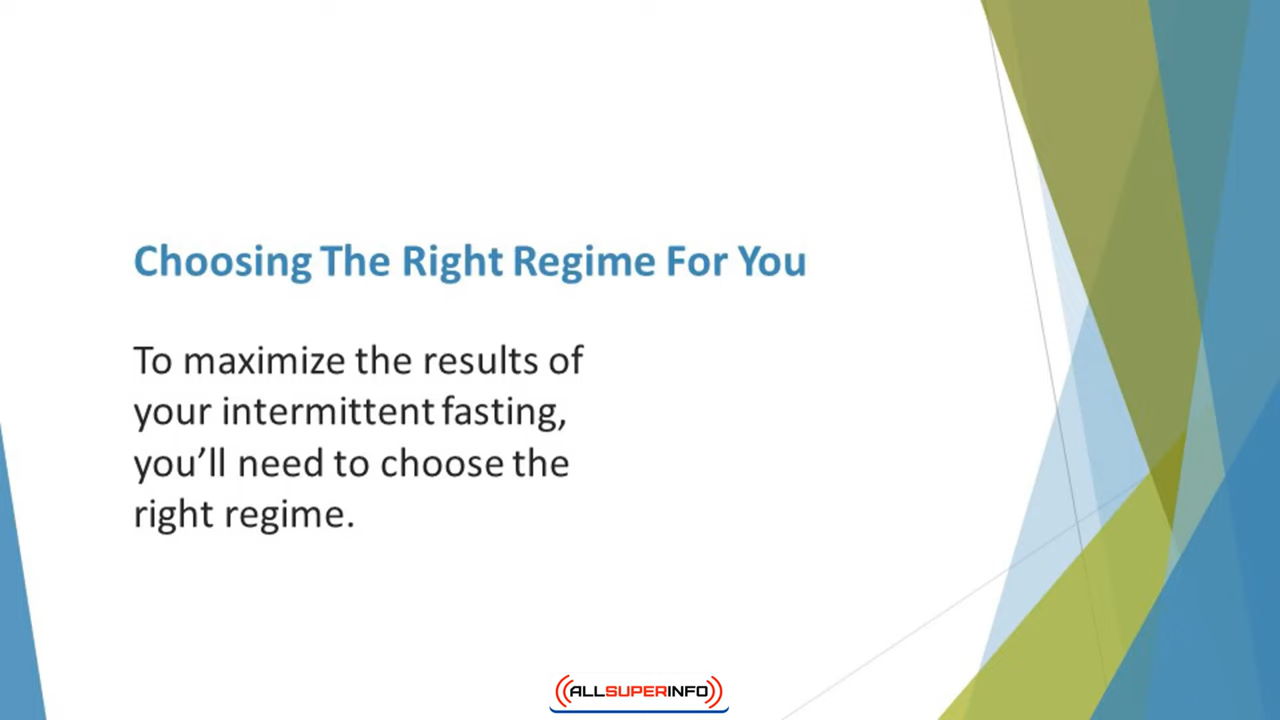 Choosing The Right Regime For You
To maximize the results of
your intermittent fasting,
you’ll need to choose the
right regime.
ALLSUPERINFO